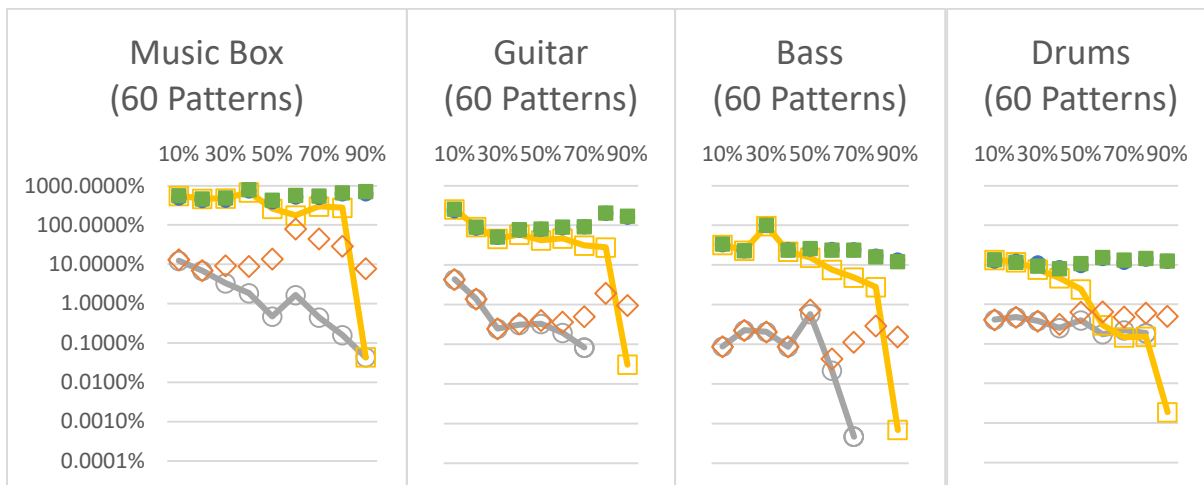 Music Box
(60 Patterns)
Guitar
(60 Patterns)
Bass
(60 Patterns)
Drums
(60 Patterns)
10% 30% 50% 70% 90%
10% 30% 50% 70% 90%
10% 30% 50% 70% 90%
10% 30% 50% 70% 90%
1000.0000%
100.0000%
10.0000%
1.0000%
0.1000%
0.0100%
0.0010%
0.0001%